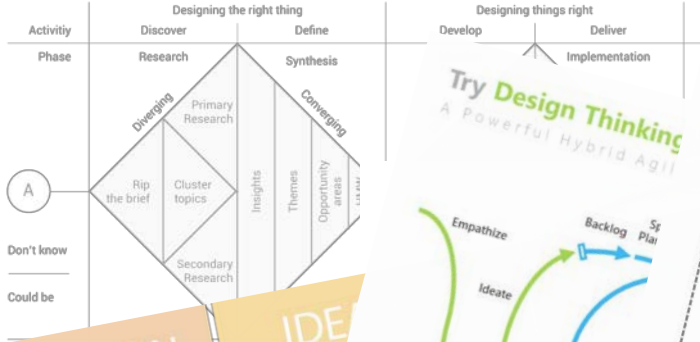 Designing the right thing
Designing things right
Activitiy
Discover
Define
Develop
Deliver
Phase
Research
Synthesis
Implementation
Diverging
Converging
Primary
Research
A
Rip
the brief
Cluster
topics
Insights
Themes
Opportunity
areas
Secondary
Research
Don't know
Could be
Try Design Thinking
A Powerful Hybrid Agil
Empathize
Ideate
Backlog
Sp
Plan
IDE